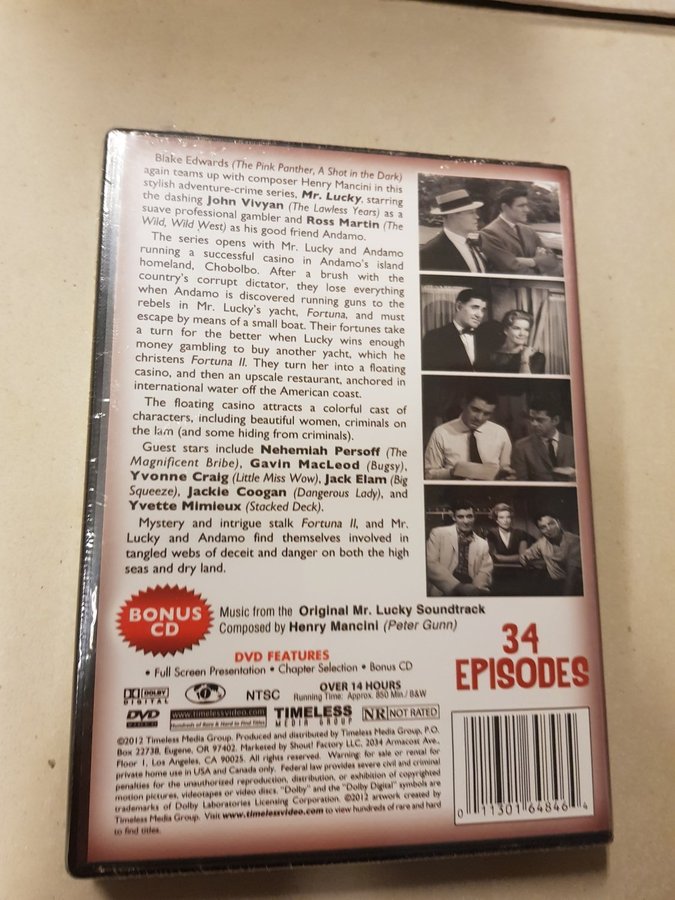 Blake Edwards (The Pink Panther, A Shot in the Dark)
again teams up with composer Henry Mancini in this
stylish adventure-crime series, Mr. Lucky, starring
the dashing John Vivyan (The Lawless Years) as a
suave professional gambler and Ross Martin (The
Wild, Wild West) as his good friend Andamo.
The series opens with Mr. Lucky and Andamo
running a successful casino in Andamo's island
homeland, Chobolbo. After a brush with the
country's corrupt dictator, they lose everything
when Andamo is discovered running guns to the
rebels in Mr. Lucky's yacht, Fortuna, and must
escape by means of a small boat. Their fortunes take
a turn for the better when Lucky wins enough
money gambling to buy another yacht, which he
christens Fortuna II. They turn her into a floating
casino, and then an upscale restaurant, anchored in
international water off the American coast.
The floating casino attracts a colorful cast of
characters, including beautiful women, criminals on
the lam (and some hiding from criminals).
Guest stars include Nehemiah Persoff (The
Magnificent Bribe), Gavin MacLeod (Bugsy),
Yvonne Craig (Little Miss Wow), Jack Elam (Big
Squeeze), Jackie Coogan (Dangerous Lady), and
Yvette Mimieux (Stacked Deck).
Mystery and intrigue stalk Fortuna II, and Mr.
Lucky and Andamo find themselves involved in
tangled webs of deceit and danger on both the high
seas and dry land.
BONUS
CD
Music from the Original Mr. Lucky Soundtrack
Composed by Henry Mancini (Peter Gunn)
34
EPISODES
DVD FEATURES
• Full Screen Presentation • Chapter Selection • Bonus CD
DOLBY
DIGITAL
1
NTSC
OVER 14 HOURS
Running Time: Approx. 850 Min./ B&W
DVD
VIDEO
www.timelessvideo.com
Hundreds of Rare & Hard to Find Titles
TIMELESS
MEDIA GROUP
NR NOT RATED
©2012 Timeless Media Group. Produced and distributed by Timeless Media Group, P.O.
Box 22738, Eugene, OR 97402. Marketed by Shout! Factory LLC, 2034 Armacost Ave.,
Floor 1, Los Angeles, CA 90025. All rights reserved. Warning: for sale or rental for
private home use in USA and Canada only. Federal law provides severe civil and criminal
penalties for the unauthorized reproduction, distribution, or exhibition of copyrighted
motion pictures, videotapes or video discs. "Dolby" and the "Dolby Digital" symbols are
trademarks of Dolby Laboratories Licensing Corporation. ©2012 artwork created by
Timeless Media Group. Visit www.timelessvideo.com to view hundreds of rare and hard
to find titles.
0 11301 64846 4